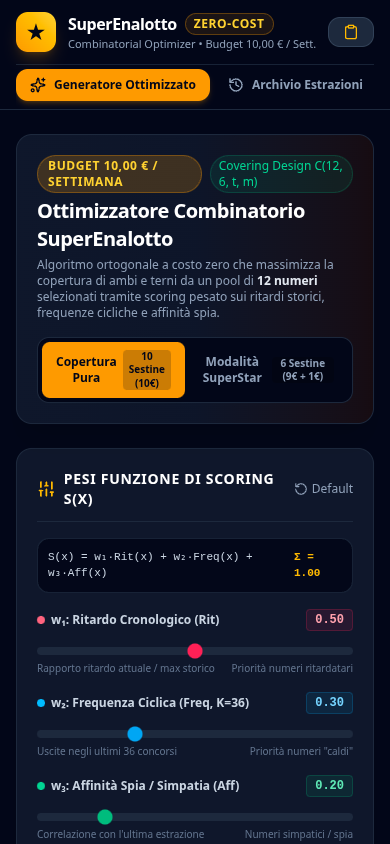 ★ SuperEnalotto ZERO-COST
Combinatorial Optimizer • Budget 10,00 € / Sett.
Generatore Ottimizzato Archivio Estrazioni
BUDGET 10,00 € /
SETTIMANA
Covering Design C(12,
6, t, m)
Ottimizzatore Combinatorio
SuperEnalotto
Algoritmo ortogonale a costo zero che massimizza la
copertura di ambi e terni da un pool di 12 numeri
selezionati tramite scoring pesato sui ritardi storici,
frequenze cicliche e affinità spia.
Copertura
Pura
10
Sestine
(10€)
Modalità
SuperStar
6 Sestine
(9€ + 1€)
PESI FUNZIONE DI SCORING
S(X)
Default
S(x) = w₁·Rit(x) + w₂·Freq(x) +
w₃·Aff(x)
Σ =
1.00
w₁: Ritardo Cronologico (Rit) 0.50
Rapporto ritardo attuale / max storico Priorità numeri ritardatari
w₂: Frequenza Ciclica (Freq, K=36) 0.30
Uscite negli ultimi 36 concorsi Priorità numeri "caldi"
w₃: Affinità Spia / Simpatia (Aff) 0.20
Correlazione con l'ultima estrazione Numeri simpatici / spia